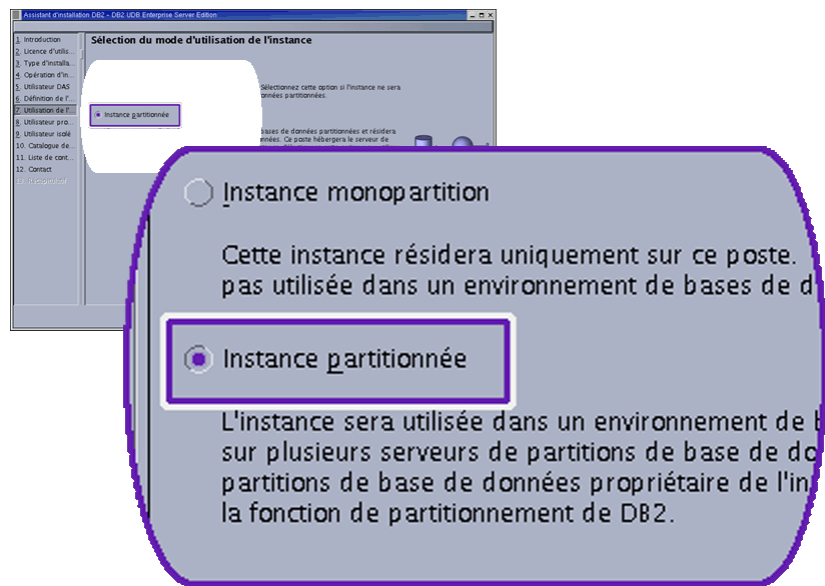 Assistant d'installation DB2 - DB2 UDB Enterprise Server Edition
1. Introduction
2. Licence d'utilis...
3. Type d'installa...
4. Opération d'in...
5. Utilisateur DAS
6. Définition de l'...
7. Utilisation de l'...
8. Utilisateur pro...
9. Utilisateur isolé
10. Catalogue de...
11. Liste de cont...
12. Contact
13. Récapitulatif
Sélection du mode d'utilisation de l'instance
Sélectionnez cette option si l'instance ne sera
onnées partitionnées.
Instance partitionnée
bases de données partitionnées et résidera
onnées. Ce poste hébergera le serveur de
Instance monopartition
Cette instance résidera uniquement sur ce poste.
pas utilisée dans un environnement de bases de d
Instance partitionnée
L'instance sera utilisée dans un environnement de b
sur plusieurs serveurs de partitions de base de do
partitions de base de données propriétaire de l'in
la fonction de partitionnement de DB2.